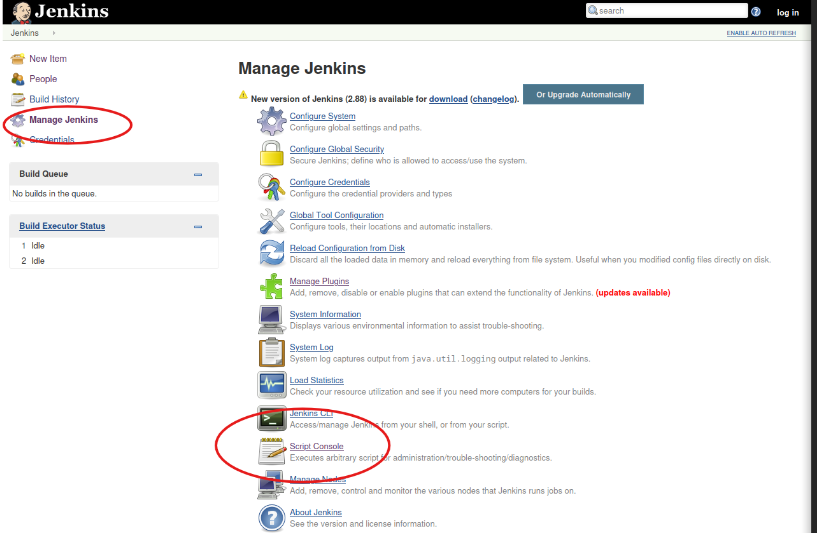 Jenkins
search
log in
Jenkins
ENABLE AUTO REFRESH
New Item
People
Build History
Manage Jenkins
Credentials
Build Queue
No builds in the queue.
Build Executor Status
1 Idle
2 Idle
Manage Jenkins
New version of Jenkins (2.88) is available for download (changelog).
Or Upgrade Automatically
Configure System
Configure global settings and paths.
Configure Global Security
Secure Jenkins; define who is allowed to access/use the system.
Configure Credentials
Configure the credential providers and types
Global Tool Configuration
Configure tools, their locations and automatic installers.
Reload Configuration from Disk
Discard all the loaded data in memory and reload everything from file system. Useful when you modified config files directly on disk.
Manage Plugins
Add, remove, disable or enable plugins that can extend the functionality of Jenkins. (updates available)
System Information
Displays various environmental information to assist trouble-shooting.
System Log
System log captures output from java.util.logging output related to Jenkins.
Load Statistics
Check your resource utilization and see if you need more computers for your builds.
Jenkins CLI
Access/manage Jenkins from your shell, or from your script.
Script Console
Executes arbitrary script for administration/trouble-shooting/diagnostics.
Manage Nodes
Add, remove, control and monitor the various nodes that Jenkins runs jobs on.
About Jenkins
See the version and license information.